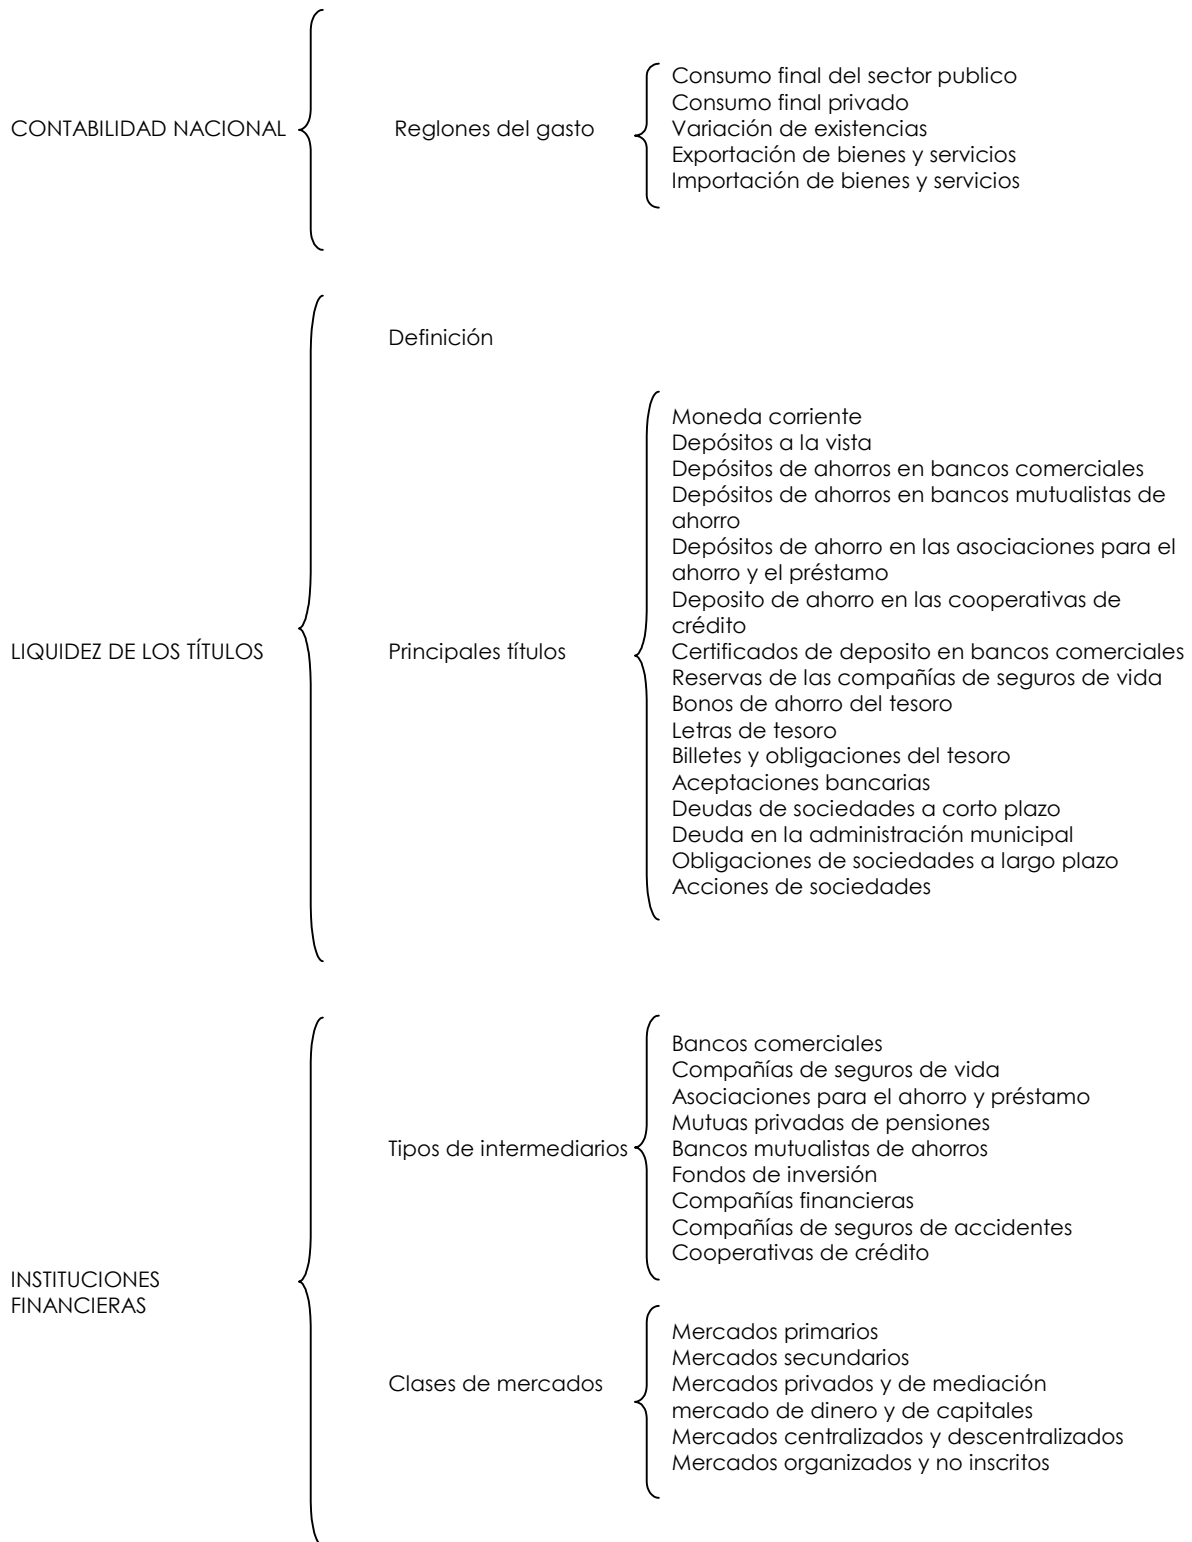 CONTABILIDAD NACIONAL
Reglones del gasto
Consumo final del sector publico
Consumo final privado
Variación de existencias
Exportación de bienes y servicios
Importación de bienes y servicios
LIQUIDEZ DE LOS TÍTULOS
Definición
Principales títulos
Moneda corriente
Depósitos a la vista
Depósitos de ahorros en bancos comerciales
Depósitos de ahorros en bancos mutualistas de
ahorro
Depósitos de ahorro en las asociaciones para el
ahorro y el préstamo
Deposito de ahorro en las cooperativas de
crédito
Certificados de deposito en bancos comerciales
Reservas de las compañías de seguros de vida
Bonos de ahorro del tesoro
Letras de tesoro
Billetes y obligaciones del tesoro
Aceptaciones bancarias
Deudas de sociedades a corto plazo
Deuda en la administración municipal
Obligaciones de sociedades a largo plazo
Acciones de sociedades
INSTITUCIONES
FINANCIERAS
Tipos de intermediarios
Bancos comerciales
Compañías de seguros de vida
Asociaciones para el ahorro y préstamo
Mutuas privadas de pensiones
Bancos mutualistas de ahorros
Fondos de inversión
Compañías financieras
Compañías de seguros de accidentes
Cooperativas de crédito
Clases de mercados
Mercados primarios
Mercados secundarios
Mercados privados y de mediación
mercado de dinero y de capitales
Mercados centralizados y descentralizados
Mercados organizados y no inscritos